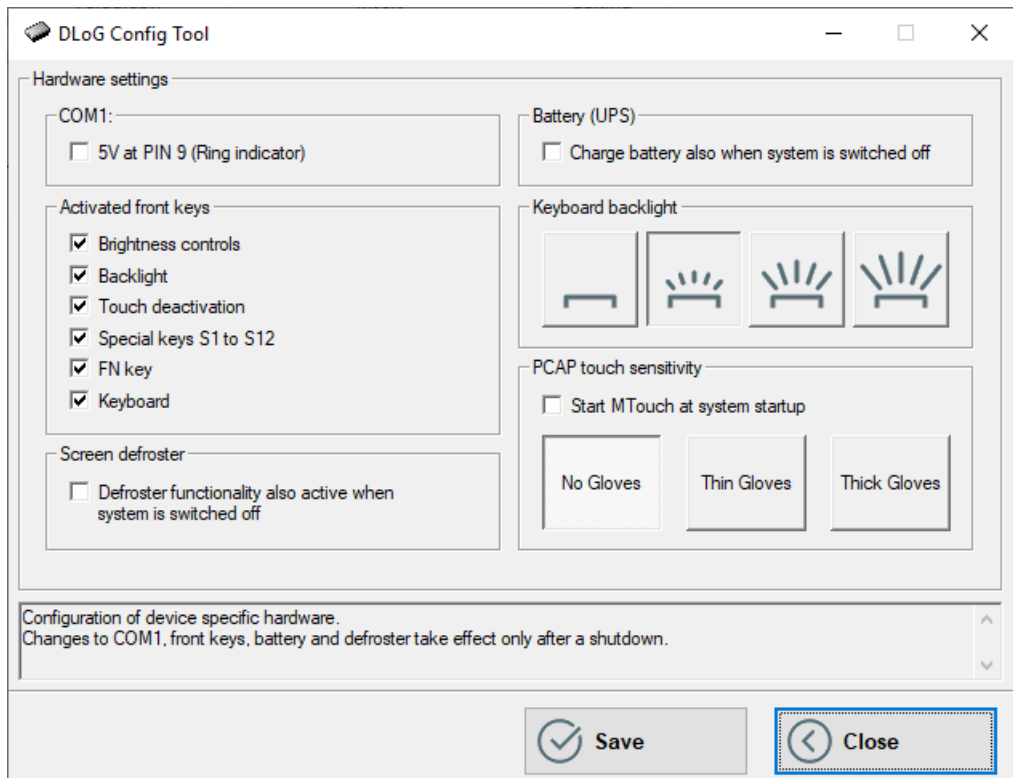 DLoG Config Tool
Hardware settings
COM1:
5V at PIN 9 (Ring indicator)
Activated front keys
Brightness controls
Backlight
Touch deactivation
Special keys S1 to S12
FN key
Keyboard
Screen defroster
Defroster functionality also active when
system is switched off
Battery (UPS)
Charge battery also when system is switched off
Keyboard backlight
PCAP touch sensitivity
Start MTouch at system startup
No Gloves
Thin Gloves
Thick Gloves
Configuration of device specific hardware.
Changes to COM1, front keys, battery and defroster take effect only after a shutdown.
Save
Close